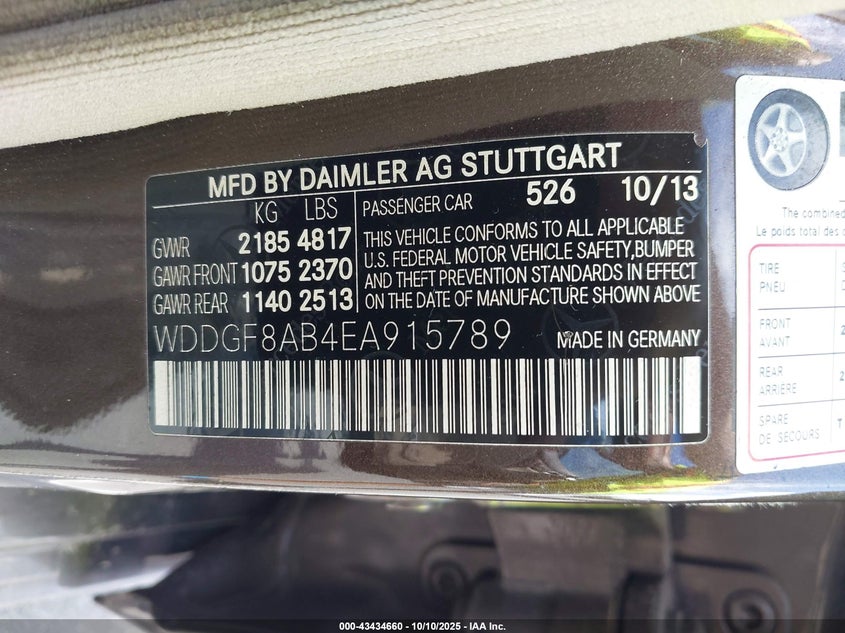 MFD BY DAIMLER AG STUTTGART
KG LBS
GVWR 2185 4817
GAWR FRONT 1075 2370
GAWR REAR 1140 2513
PASSENGER CAR 526 10/13
THIS VEHICLE CONFORMS TO ALL APPLICABLE
U.S. FEDERAL MOTOR VEHICLE SAFETY, BUMPER
AND THEFT PREVENTION STANDARDS IN EFFECT
ON THE DATE OF MANUFACTURE SHOWN ABOVE
WDDGF8AB4EA915789
MADE IN GERMANY
The combined
Le poids total des
TIRE
PNEU
FRONT
AVANT
2
REAR
ARRIÈRE
2
SPARE
DE SECOURS
T
000-43434660 - 10/10/2025 - IAA Inc.